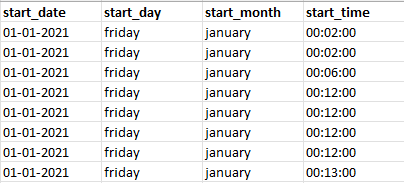 start_date start_day start_month start_time
01-01-2021 friday january 00:02:00
01-01-2021 friday january 00:02:00
01-01-2021 friday january 00:06:00
01-01-2021 friday january 00:12:00
01-01-2021 friday january 00:12:00
01-01-2021 friday january 00:12:00
01-01-2021 friday january 00:12:00
01-01-2021 friday january 00:13:00